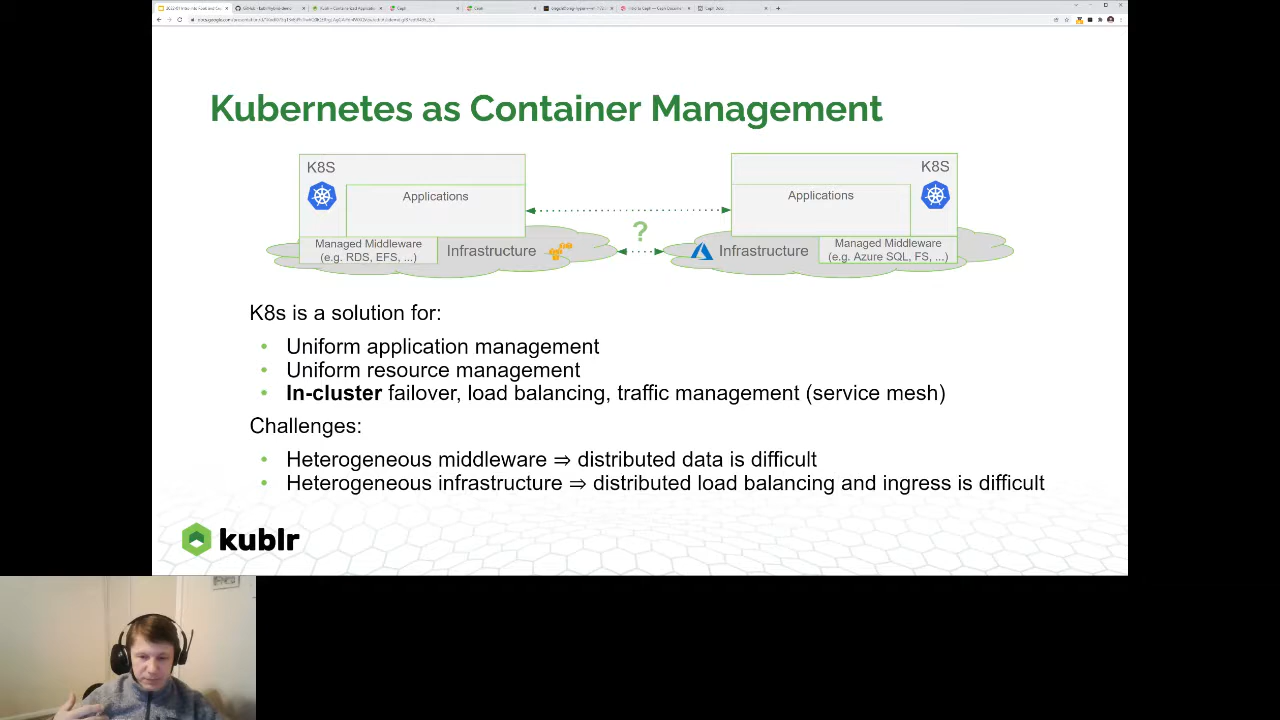 Kubernetes as Container Management
K8S
Applications
Managed Middleware
(e.g. RDS, EFS, ...)
Infrastructure
?
K8S
Applications
Infrastructure
Managed Middleware
(e.g. Azure SQL, FS, ...)
K8s is a solution for:
• Uniform application management
• Uniform resource management
• In-cluster failover, load balancing, traffic management (service mesh)
Challenges:
• Heterogeneous middleware ⇒ distributed data is difficult
• Heterogeneous infrastructure ⇒ distributed load balancing and ingress is difficult
kublr